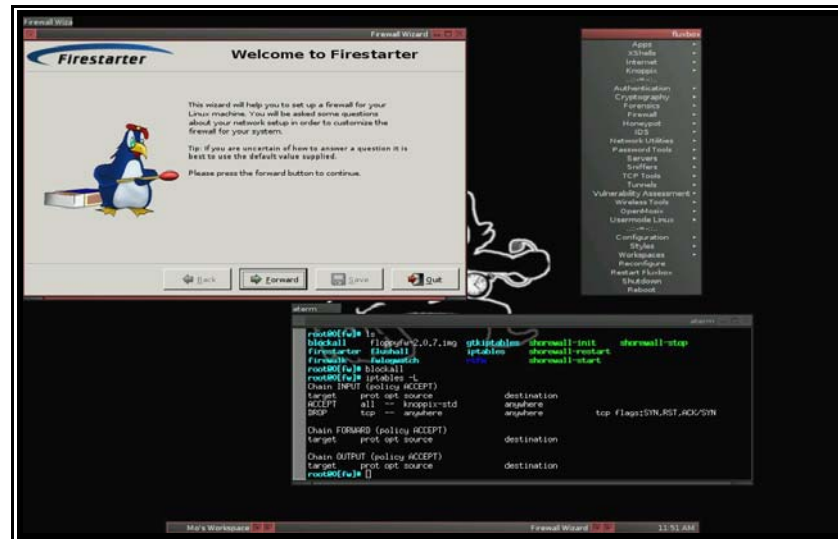 Firewall Wiza
Firewall Wizard
Firestarter
Welcome to Firestarter
This wizard will help you to set up a firewall for your
Linux machine. You will be asked some questions
about your network setup in order to customize the
firewall for your system.
Tip: If you are uncertain of how to answer a question it is
best to use the default value supplied.
Please press the forward button to continue.
Back
Forward
Save
Quit
fluxbox
Apps
XShells
Internet
Knoppix
Authentication
Cryptography
Forensics
Firewall
Honeypot
IDS
Network Utilities
Password Tools
Servers
Sniffers
TCP Tools
Tunnels
Vulnerability Assessment
Wireless Tools
OpenMosix
Usermode Linux
Configuration
Styles
Workspaces
Reconfigure
Restart Fluxbox
Shutdown
Reboot
aterm
aterm
root@0[fw]# ls
blockall floppyfw-2.0.7.img gtkiptables shorewall-init shorewall-stop
firestarter flushall iptables shorewall-restart
firewalk fwlogwatch shorewall-start
root@0[fw]# blockall
root@0[fw]# iptables -L
Chain INPUT (policy ACCEPT)
target prot opt source destination
ACCEPT all -- knoppix-std anywhere
DROP tcp -- anywhere anywhere tcp flags:SYN,RST,ACK/SYN
Chain FORWARD (policy ACCEPT)
target prot opt source destination
Chain OUTPUT (policy ACCEPT)
target prot opt source destination
root@0[fw]#
Mo's Workspace
Firewall Wizard
11:51 AM